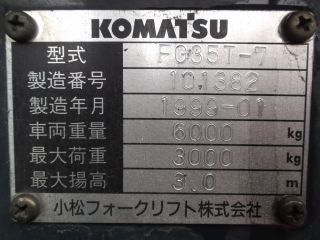 KOMATSU
型式 FG35T-7
製造番号 101382
製造年月 1999-01
車両重量 6000 kg
最大荷重 3000 kg
最大揚高 3.0 m
小松フォークリフト株式会社